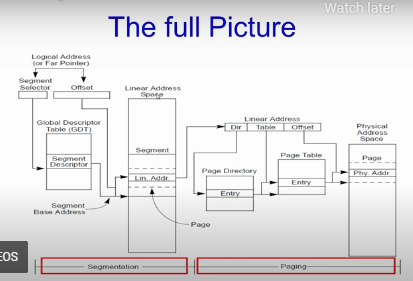 Watch later
The full Picture
Logical Address
(or Far Pointer)
Segment
Selector
Offset
Linear Address
Space
Global Descriptor
Table (GDT)
Segment
Descriptor
Segment
Base Address
Segment
Lin. Addr.
Page
Linear Address
Dir
Table
Offset
Page Directory
Entry
Page Table
Entry
Physical
Address
Space
Page
Phy. Addr.
EOS
Segmentation
Paging